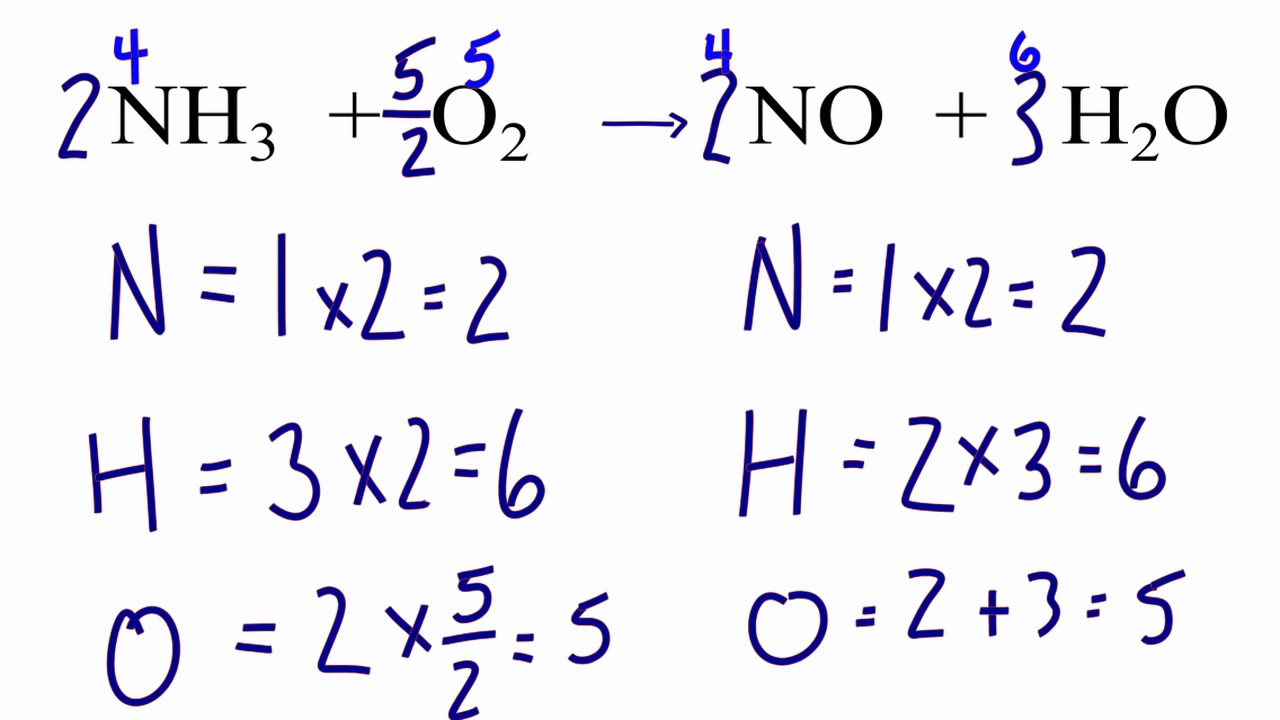 4 5 5 4 6
2NH₃ + 5/2 O₂ → 2NO + 3H₂O
N = 1 x 2 = 2 N = 1 x 2 = 2
H = 3 x 2 = 6 H = 2 x 3 = 6
O = 2 x 5/2 = 5 O = 2 + 3 = 5